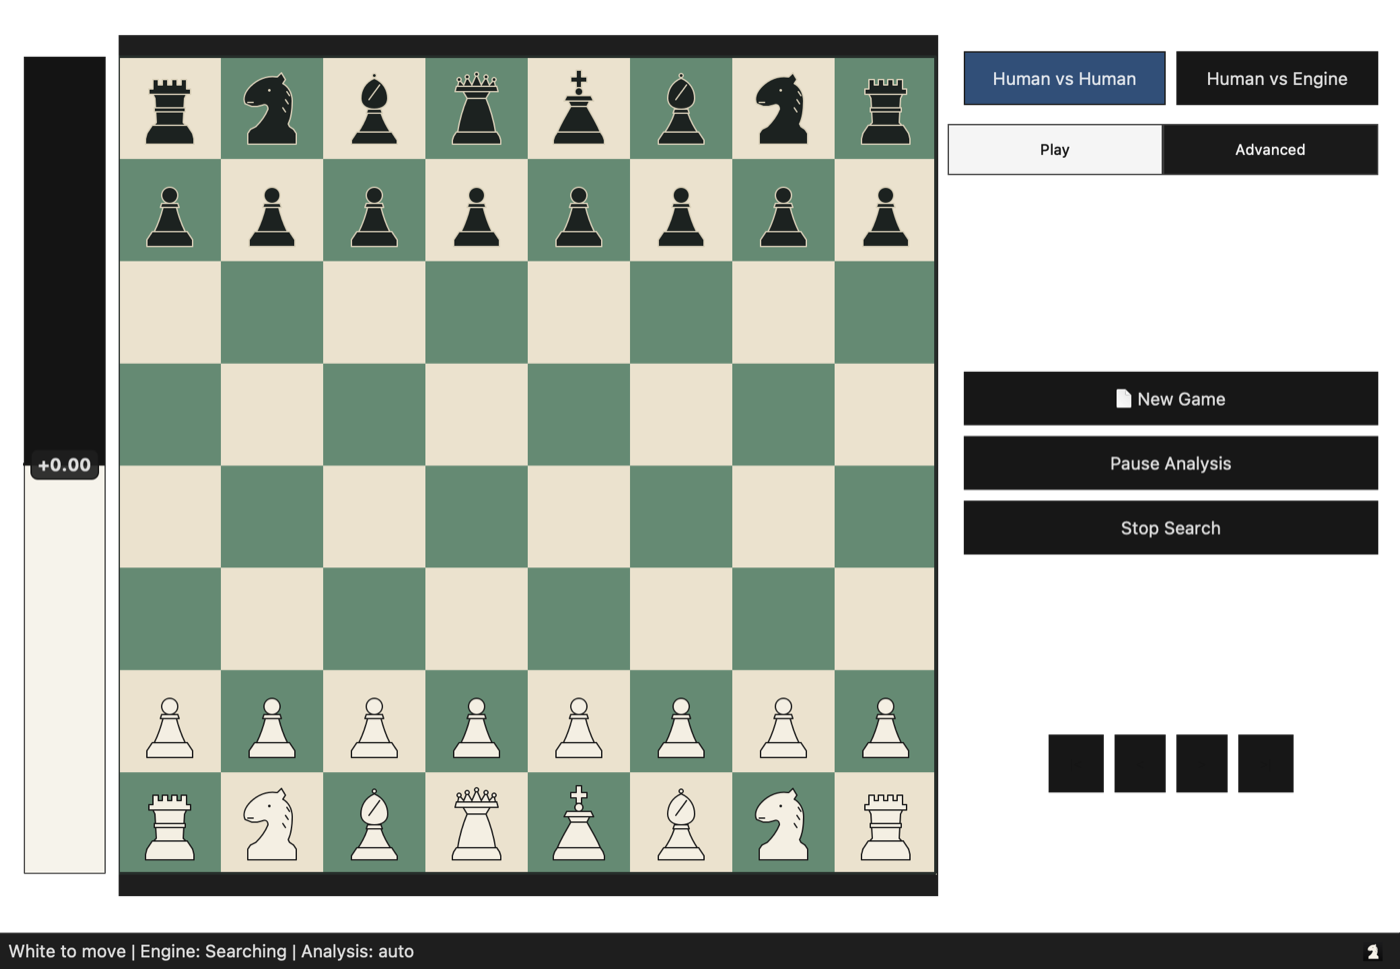 Human vs Human
Human vs Engine
Play
Advanced
New Game
+0.00
Pause Analysis
Stop Search
White to move | Engine: Searching | Analysis: auto